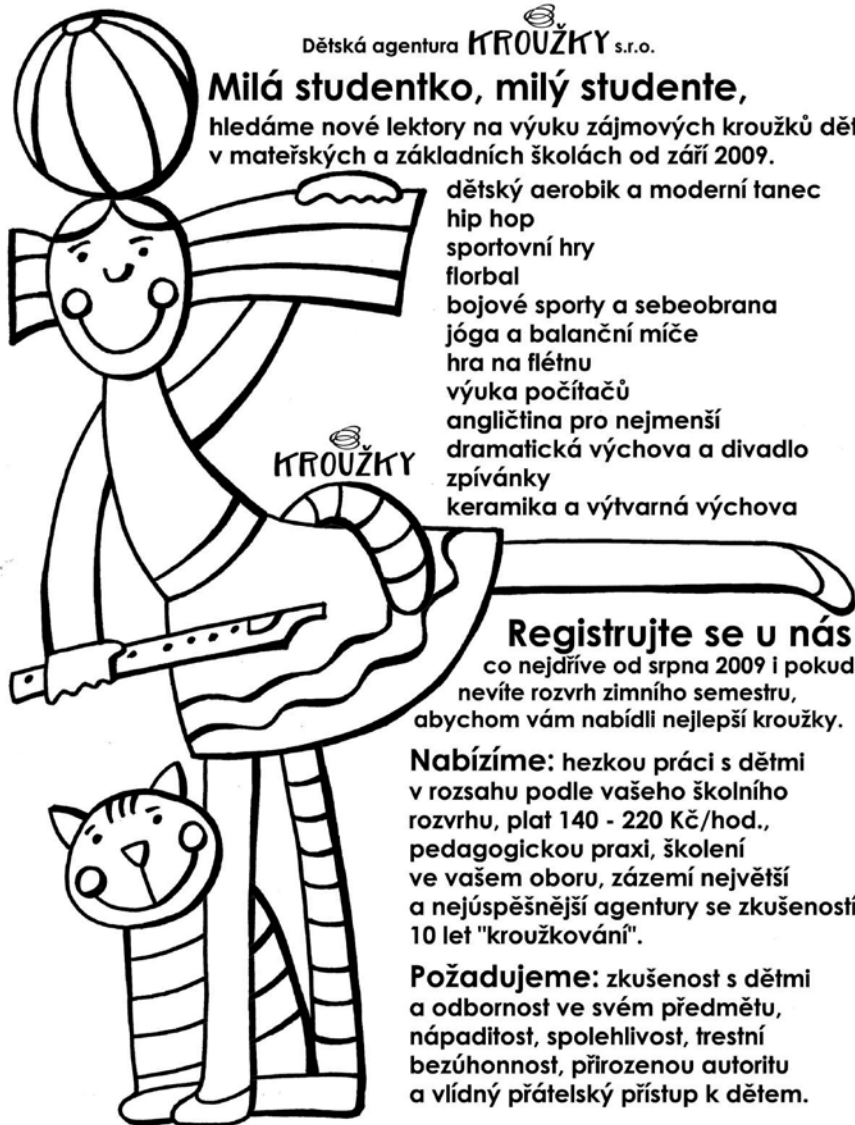 Dětská agentura KROUŽKY s.r.o.
Milá studentko, milý studente,
hledáme nové lektory na výuku zájmových kroužků dět
v mateřských a základních školách od září 2009.
dětský aerobik a moderní tanec
hip hop
sportovní hry
florbal
bojové sporty a sebeobrana
jóga a balanční míče
hra na flétnu
výuka počítačů
angličtina pro nejmenší
dramatická výchova a divadlo
zpívánky
keramika a výtvarná výchova
KROUŽKY
Registrujte se u nás
co nejdříve od srpna 2009 i pokud
nevíte rozvrh zimního semestru,
abychom vám nabídli nejlepší kroužky.
Nabízíme: hezkou práci s dětmi
v rozsahu podle vašeho školního
rozvrhu, plat 140 - 220 Kč/hod.,
pedagogickou praxi, školení
ve vašem oboru, zázemí největší
a nejúspěšnější agentury se zkušeností
10 let "kroužkování".
Požadujeme: zkušenost s dětmi
a odbornost ve svém předmětu,
nápaditost, spolehlivost, trestní
bezúhonnost, přirozenou autoritu
a vlídný přátelský přístup k dětem.